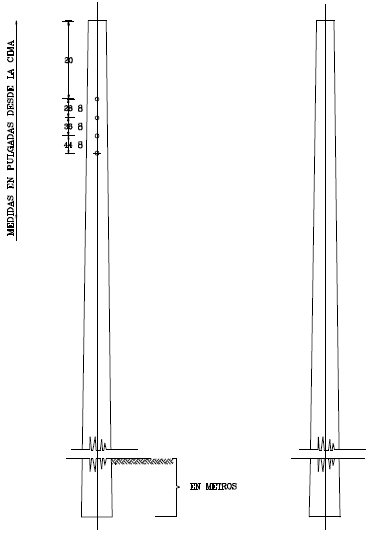 MEDIDAS EN PULGADAS DESDE LA CIMA
20
28 8
36 8
44 8
EN METROS